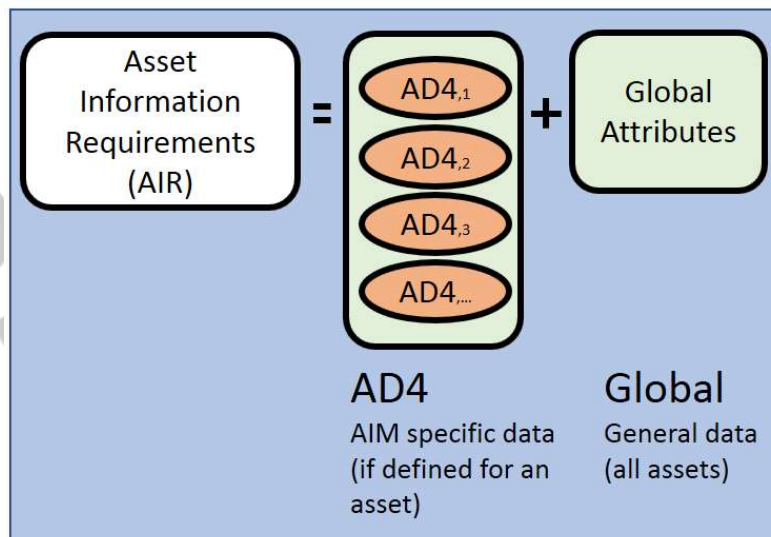 Asset
Information
Requirements
(AIR)
=
AD4,1
AD4,2
AD4,3
AD4,...
+
Global
Attributes
AD4
AIM specific data
(if defined for an
asset)
Global
General data
(all assets)